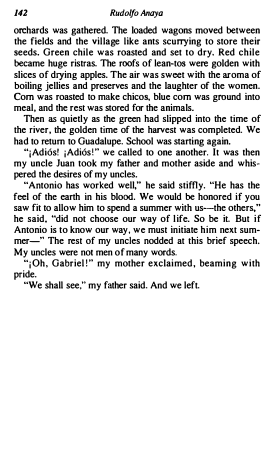 142 Rudolfo Anaya
orchards was gathered. The loaded wagons moved between
the fields and the village like ants scurrying to store their
seeds. Green chile was roasted and set to dry. Red chile
became huge ristras. The roofs of lean-tos were golden with
slices of drying apples. The air was sweet with the aroma of
boiling jellies and preserves and the laughter of the women.
Corn was roasted to make chicos, blue corn was ground into
meal, and the rest was stored for the animals.
Then as quietly as the green had slipped into the time of
the river, the golden time of the harvest was completed. We
had to return to Guadalupe. School was starting again.
"¡Adiós! ¡Adiós!" we called to one another. It was then
my uncle Juan took my father and mother aside and whis-
pered the desires of my uncles.
"Antonio has worked well," he said stiffly. "He has the
feel of the earth in his blood. We would be honored if you
saw fit to allow him to spend a summer with us—the others,"
he said, "did not choose our way of life. So be it. But if
Antonio is to know our way, we must initiate him next sum-
mer—" The rest of my uncles nodded at this brief speech.
My uncles were not men of many words.
"¡Oh, Gabriel!" my mother exclaimed, beaming with
pride.
"We shall see," my father said. And we left.